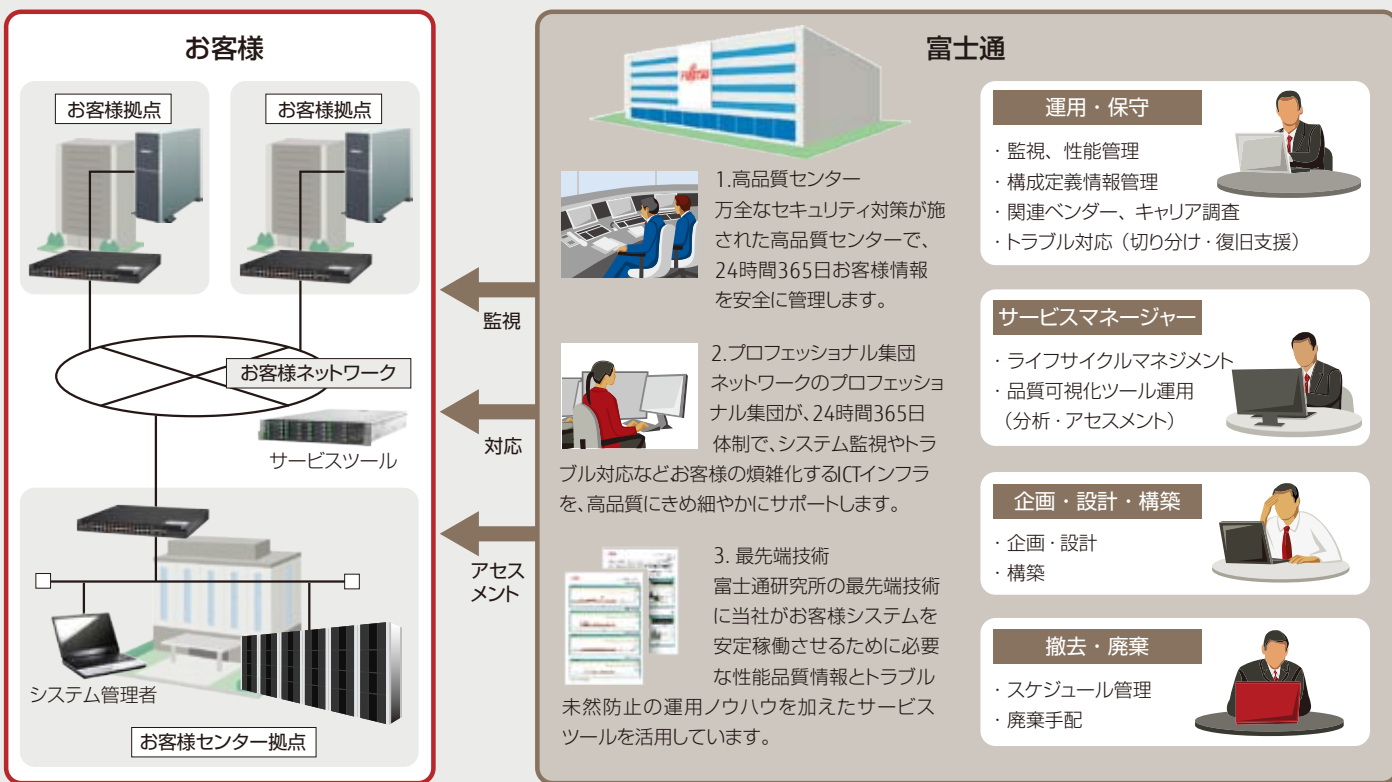 お客様
お客様拠点
お客様拠点
お客様ネットワーク
サービスツール
システム管理者
お客様センター拠点
監視
対応
アセス
メント
富士通
FUJITSU
1.高品質センター
万全なセキュリティ対策が施
された高品質センターで、
24時間365日お客様情報
を安全に管理します。
2.プロフェッショナル集団
ネットワークのプロフェッショ
ナル集団が、24時間365日
体制で、システム監視やトラ
ブル対応などお客様の煩雑化するICTインフラ
を、高品質にきめ細やかにサポートします。
3. 最先端技術
富士通研究所の最先端技術
に当社がお客様システムを
安定稼働させるために必要
な性能品質情報とトラブル
未然防止の運用ノウハウを加えたサービス
ツールを活用しています。
運用・保守
・監視、性能管理
・構成定義情報管理
・関連ベンダー、キャリア調査
・トラブル対応（切り分け・復旧支援）
サービスマネージャー
・ライフサイクルマネジメント
・品質可視化ツール運用
（分析・アセスメント）
企画・設計・構築
・企画・設計
・構築
撤去・廃棄
・スケジュール管理
・廃棄手配